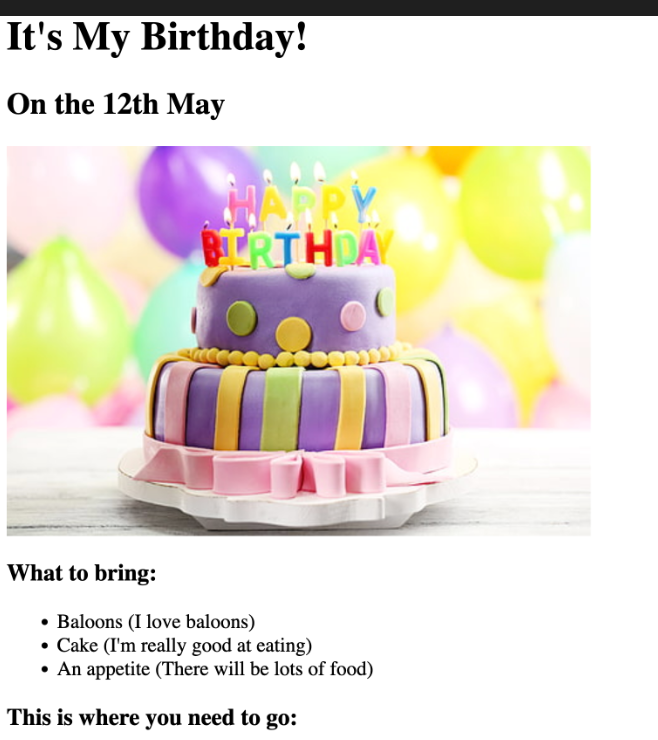 It's My Birthday!
On the 12th May
HAPPY
BIRTHDAY
What to bring:
Baloons (I love baloons)
Cake (I'm really good at eating)
An appetite (There will be lots of food)
This is where you need to go: